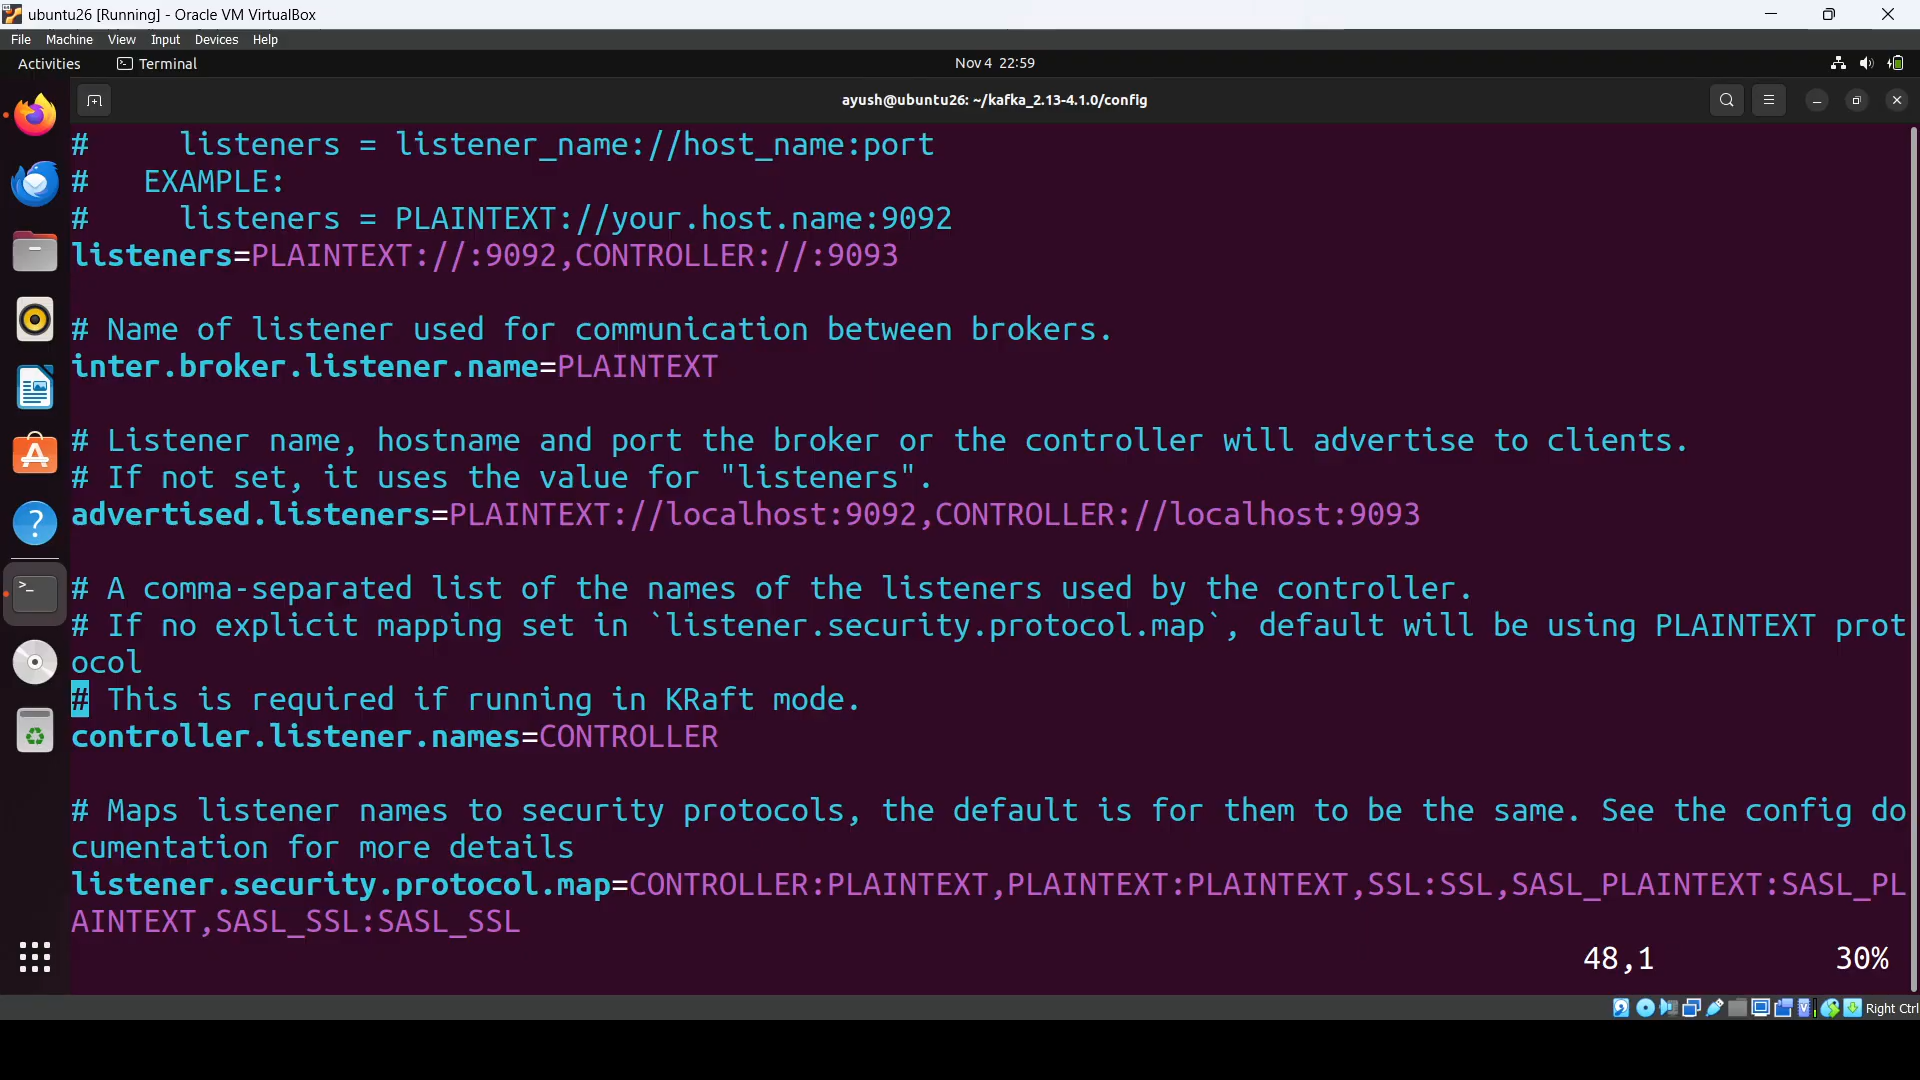 ubuntu26 [Running] - Oracle VM VirtualBox
File Machine View Input Devices Help
Activities Terminal Nov 4 22:59
ayush@ubuntu26: ~/kafka_2.13-4.1.0/config
#     listeners = listener_name://host_name:port
#   EXAMPLE:
#     listeners = PLAINTEXT://your.host.name:9092
listeners=PLAINTEXT://:9092,CONTROLLER://:9093
# Name of listener used for communication between brokers.
inter.broker.listener.name=PLAINTEXT
# Listener name, hostname and port the broker or the controller will advertise to clients.
# If not set, it uses the value for "listeners".
advertised.listeners=PLAINTEXT://localhost:9092,CONTROLLER://localhost:9093
# A comma-separated list of the names of the listeners used by the controller.
# If no explicit mapping set in `listener.security.protocol.map`, default will be using PLAINTEXT prot
ocol
# This is required if running in KRaft mode.
controller.listener.names=CONTROLLER
# Maps listener names to security protocols, the default is for them to be the same. See the config do
cumentation for more details
listener.security.protocol.map=CONTROLLER:PLAINTEXT,PLAINTEXT:PLAINTEXT,SSL:SSL,SASL_PLAINTEXT:SASL_PL
AINTEXT,SASL_SSL:SASL_SSL
48,1 30%
Right Ctrl